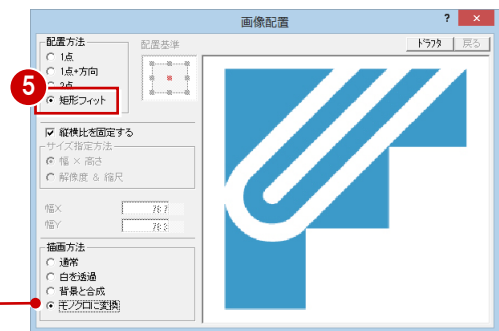 画像配置
? ×
配置方法
配置基準
ドラフタ
戻る
1点
1点+方向
2点
5
矩形フィット
縦横比を固定する
サイズ指定方法
幅 × 高さ
解像度 & 縮尺
幅X
幅Y
描画方法
通常
白を透過
背景と合成
モノクロに変換